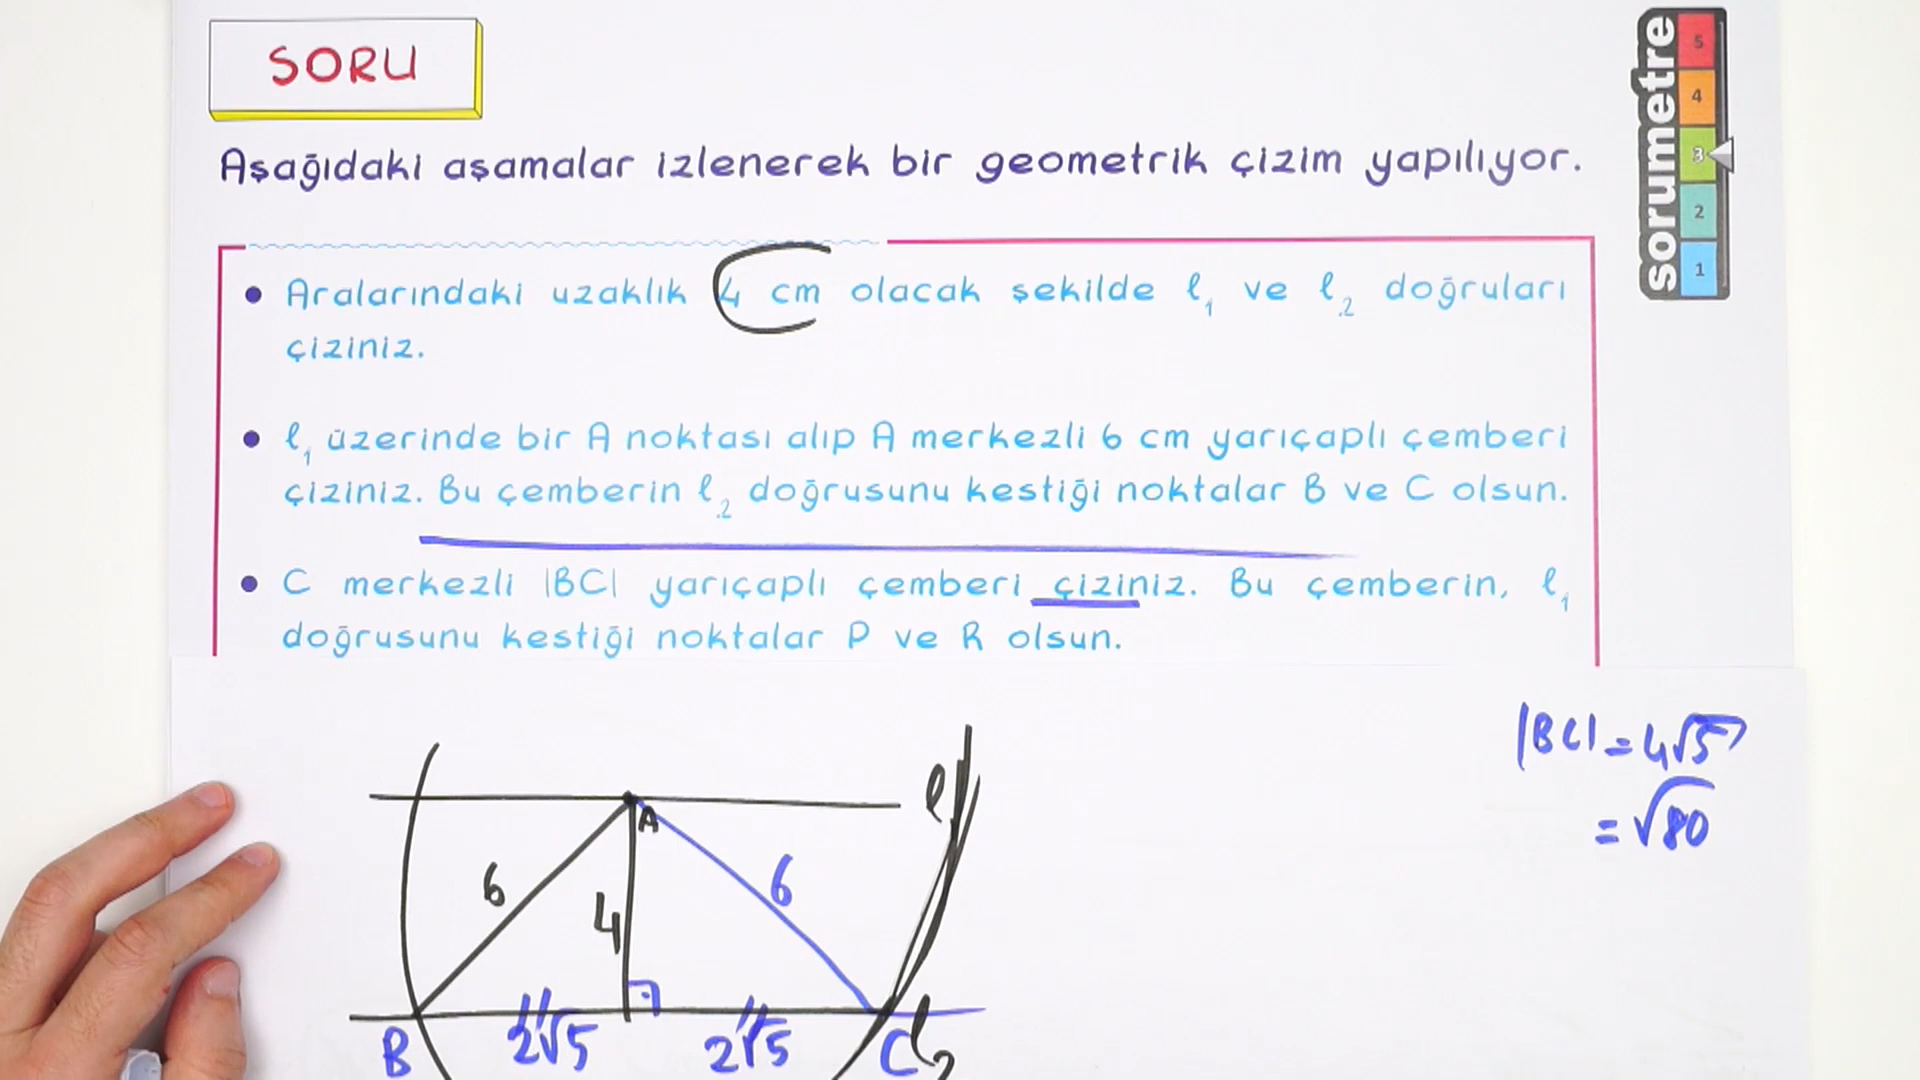 SORU
sorumetre
5
4
3
2
1
Aşağıdaki aşamalar izlenerek bir geometrik çizim yapılıyor.
• Aralarındaki uzaklık 4 cm olacak şekilde ℓ₁ ve ℓ₂ doğruları
çiziniz.
• ℓ₁ üzerinde bir A noktası alıp A merkezli 6 cm yarıçaplı çemberi
çiziniz. Bu çemberin ℓ₂ doğrusunu kestiği noktalar B ve C olsun.
• C merkezli |BC| yarıçaplı çemberi çiziniz. Bu çemberin, ℓ₁
doğrusunu kestiği noktalar P ve R olsun.
|BC| = 4√5
= √80
A
6
4
6
B
2√5
2√5
C
ℓ₂